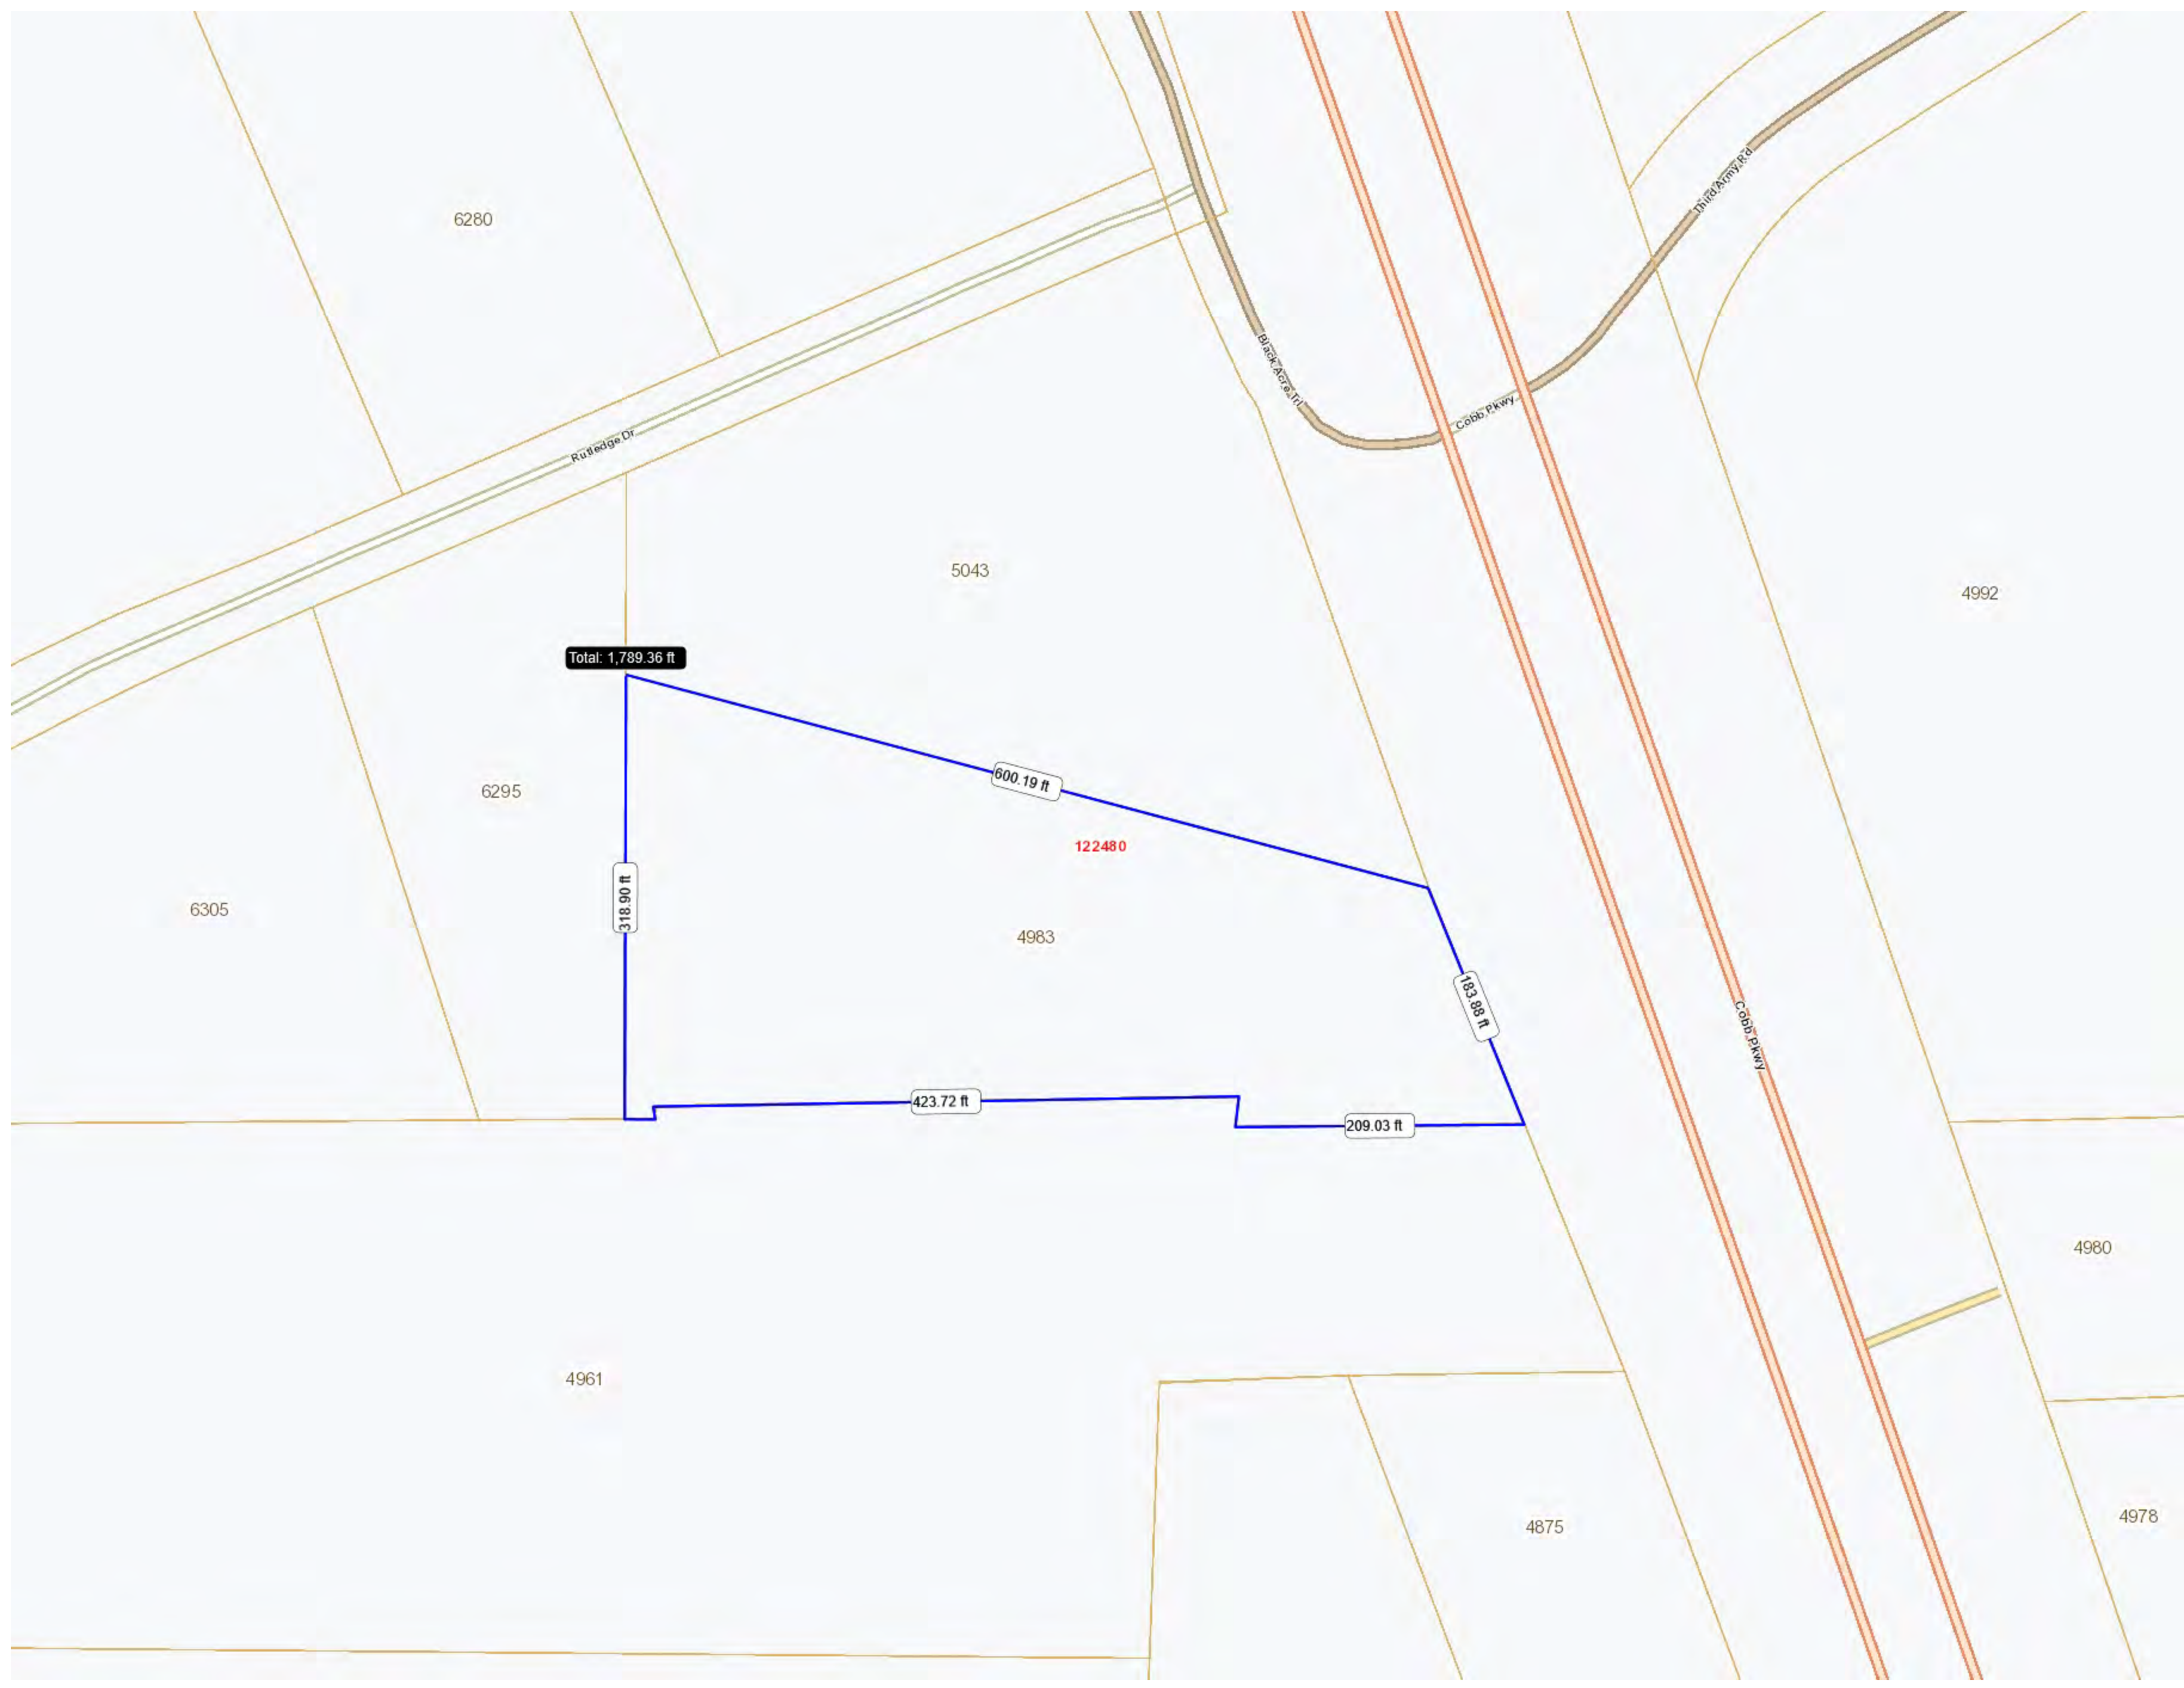 Third Army Rd
6280
Black Acre Trl
Cobb Pkwy
Rutledge Dr
5043
4992
Total: 1,789.36 ft
600.19 ft
6295
122480
318.90 ft
6305
4983
183.88 ft
Cobb Pkwy
423.72 ft
209.03 ft
4980
4961
4978
4875